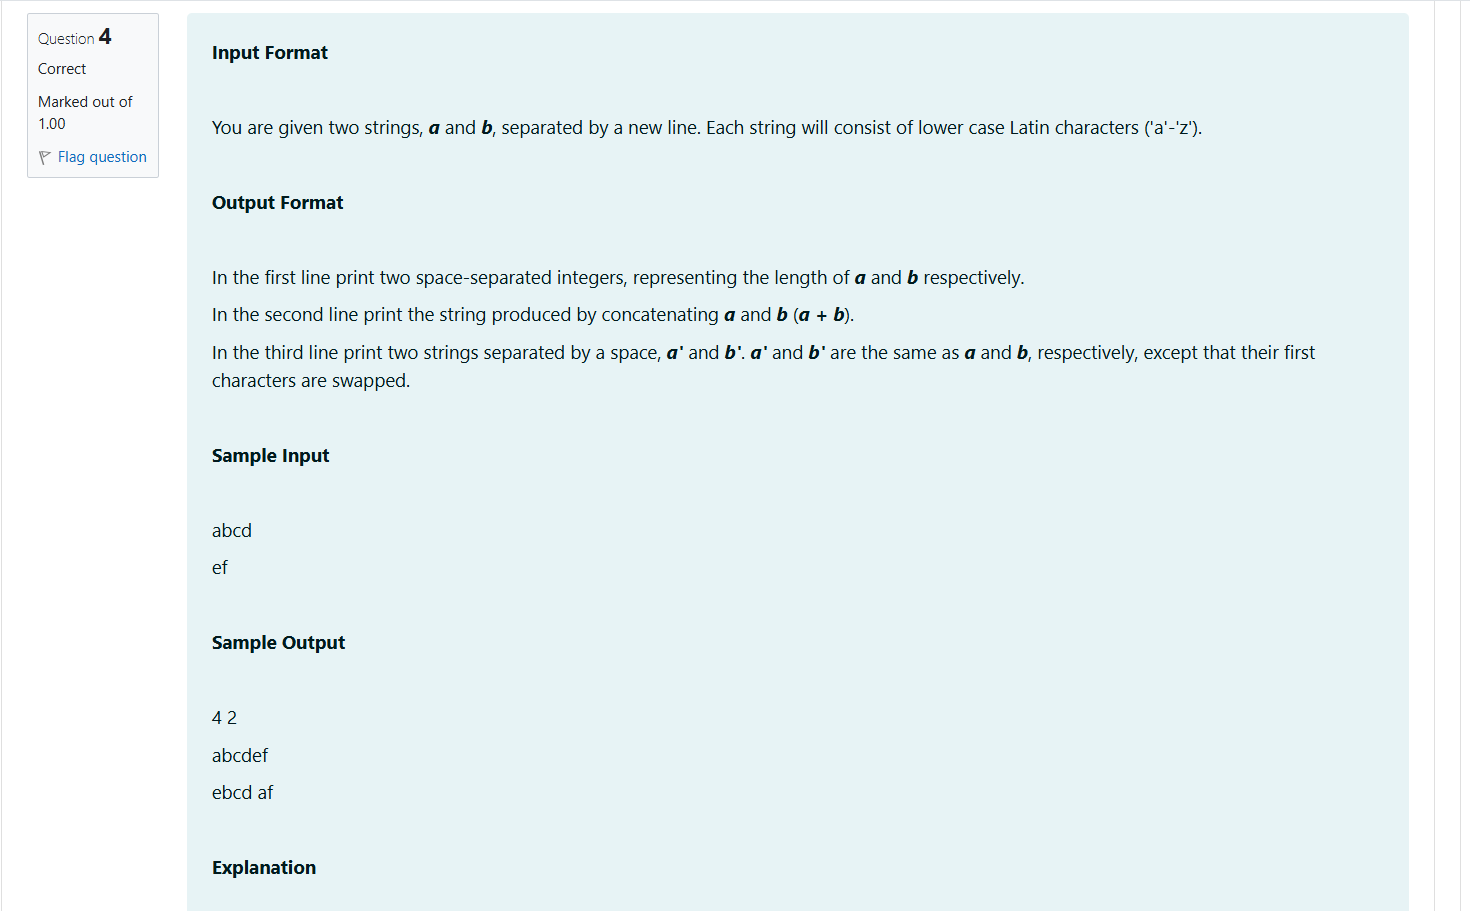 Question 4
Correct
Marked out of
1.00
Flag question
Input Format
You are given two strings, a and b, separated by a new line. Each string will consist of lower case Latin characters ('a'-'z').
Output Format
In the first line print two space-separated integers, representing the length of a and b respectively.
In the second line print the string produced by concatenating a and b (a + b).
In the third line print two strings separated by a space, a' and b'. a' and b' are the same as a and b, respectively, except that their first
characters are swapped.
Sample Input
abcd
ef
Sample Output
4 2
abcdef
ebcd af
Explanation